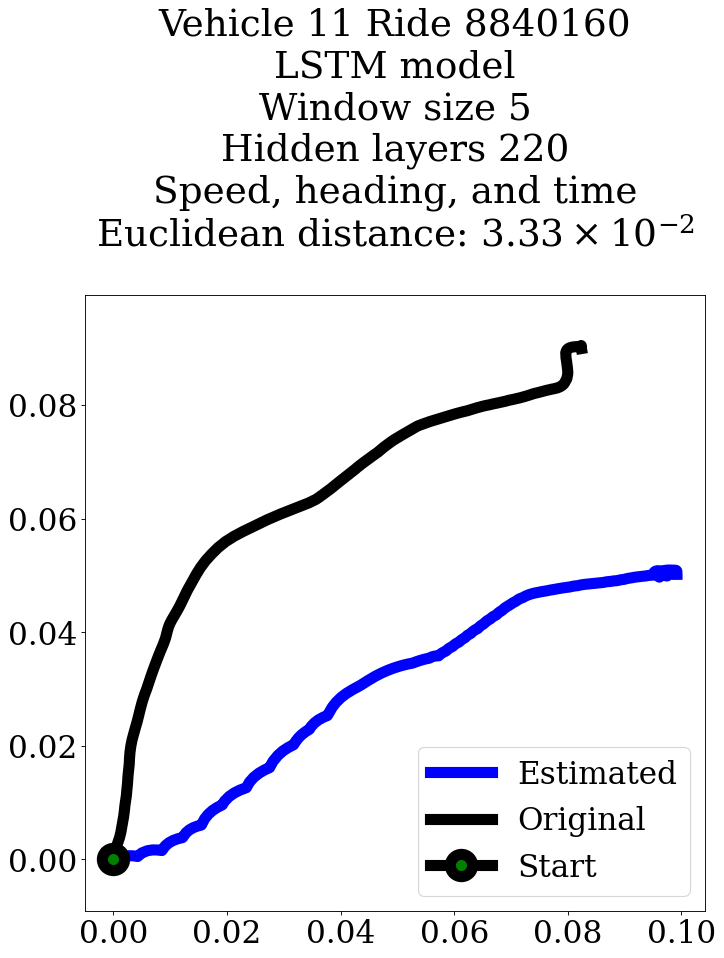 Vehicle 11 Ride 8840160
LSTM model
Window size 5
Hidden layers 220
Speed, heading, and time
Euclidean distance: 3.33 × 10⁻²
0.08
0.06
0.04
0.02
0.00
Estimated
Original
Start
0.00 0.02 0.04 0.06 0.08 0.10